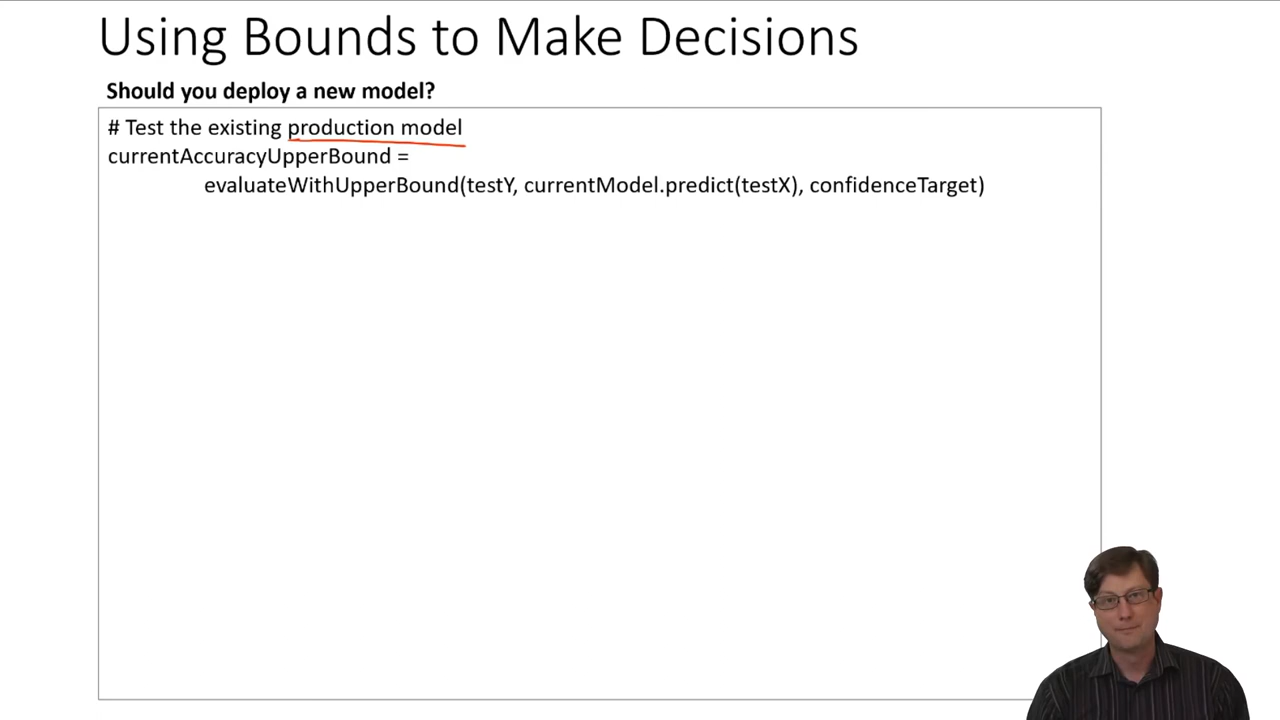 Using Bounds to Make Decisions
Should you deploy a new model?
# Test the existing production model
currentAccuracyUpperBound =
evaluateWithUpperBound(testY, currentModel.predict(testX), confidenceTarget)